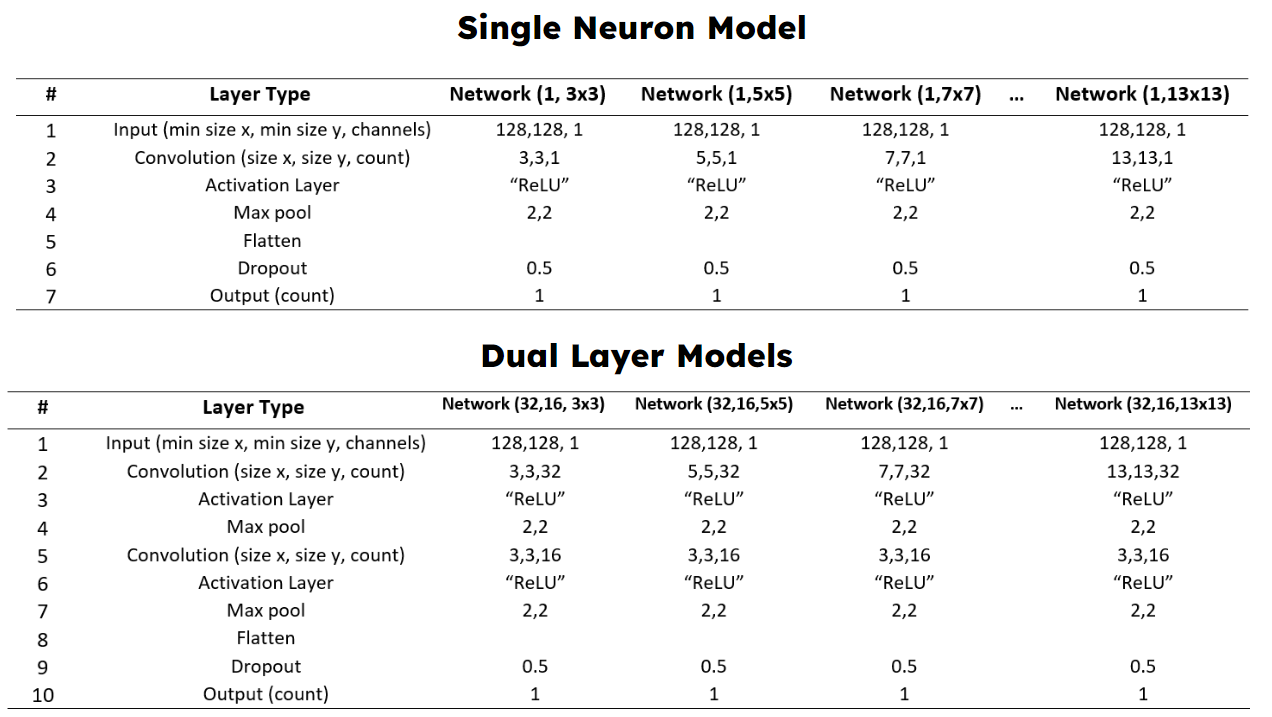 Single Neuron Model
# Layer Type Network (1, 3x3) Network (1,5x5) Network (1,7x7) ... Network (1,13x13)
1 Input (min size x, min size y, channels) 128,128, 1 128,128, 1 128,128, 1 128,128, 1
2 Convolution (size x, size y, count) 3,3,1 5,5,1 7,7,1 13,13,1
3 Activation Layer “ReLU” “ReLU” “ReLU” “ReLU”
4 Max pool 2,2 2,2 2,2 2,2
5 Flatten
6 Dropout 0.5 0.5 0.5 0.5
7 Output (count) 1 1 1 1
Dual Layer Models
# Layer Type Network (32,16, 3x3) Network (32,16,5x5) Network (32,16,7x7) ... Network (32,16,13x13)
1 Input (min size x, min size y, channels) 128,128, 1 128,128, 1 128,128, 1 128,128, 1
2 Convolution (size x, size y, count) 3,3,32 5,5,32 7,7,32 13,13,32
3 Activation Layer “ReLU” “ReLU” “ReLU” “ReLU”
4 Max pool 2,2 2,2 2,2 2,2
5 Convolution (size x, size y, count) 3,3,16 3,3,16 3,3,16 3,3,16
6 Activation Layer “ReLU” “ReLU” “ReLU” “ReLU”
7 Max pool 2,2 2,2 2,2 2,2
8 Flatten
9 Dropout 0.5 0.5 0.5 0.5
10 Output (count) 1 1 1 1